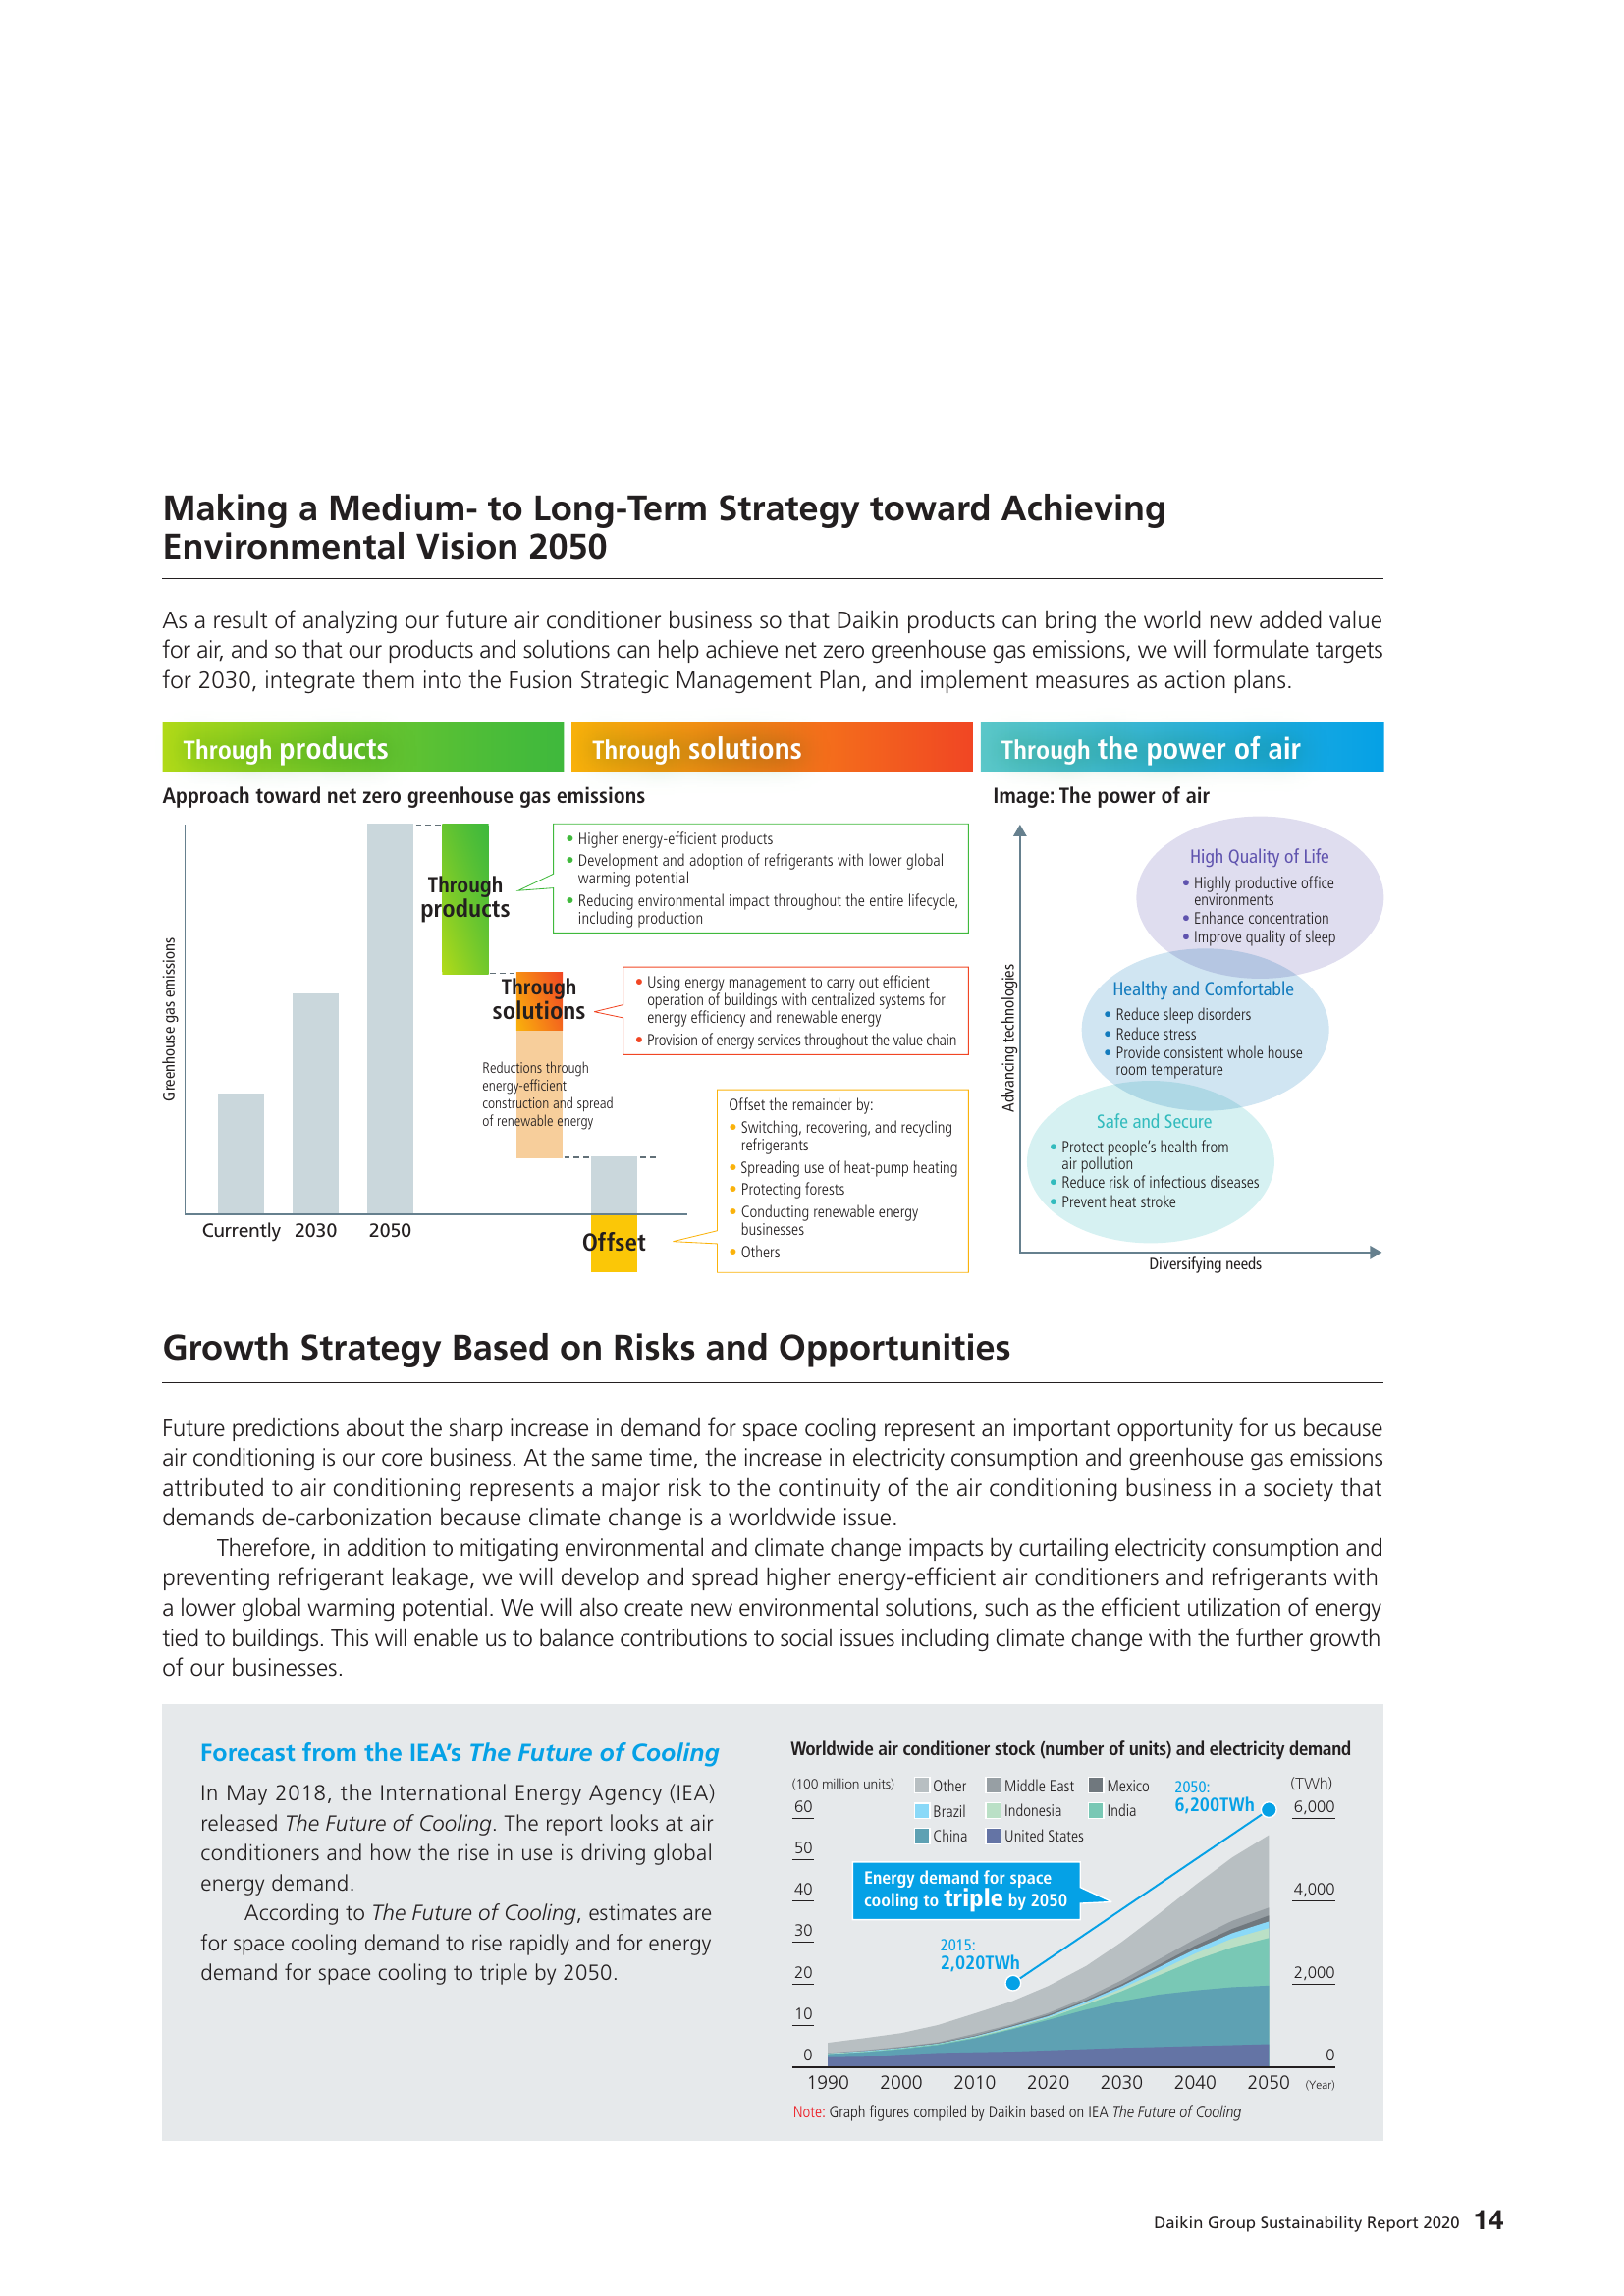 Making a Medium- to Long-Term Strategy toward Achieving
Environmental Vision 2050
As a result of analyzing our future air conditioner business so that Daikin products can bring the world new added value
for air, and so that our products and solutions can help achieve net zero greenhouse gas emissions, we will formulate targets
for 2030, integrate them into the Fusion Strategic Management Plan, and implement measures as action plans.
Through products
Through solutions
Through the power of air
Approach toward net zero greenhouse gas emissions
Greenhouse gas emissions
Currently
2030
2050
Through
products
• Higher energy-efficient products
• Development and adoption of refrigerants with lower global
warming potential
• Reducing environmental impact throughout the entire lifecycle,
including production
Through
solutions
• Using energy management to carry out efficient
operation of buildings with centralized systems for
energy efficiency and renewable energy
• Provision of energy services throughout the value chain
Reductions through
energy-efficient
construction and spread
of renewable energy
Offset
Offset the remainder by:
• Switching, recovering, and recycling
refrigerants
• Spreading use of heat-pump heating
• Protecting forests
• Conducting renewable energy
businesses
• Others
Image: The power of air
Advancing technologies
High Quality of Life
• Highly productive office
environments
• Enhance concentration
• Improve quality of sleep
Healthy and Comfortable
• Reduce sleep disorders
• Reduce stress
• Provide consistent whole house
room temperature
Safe and Secure
• Protect people's health from
air pollution
• Reduce risk of infectious diseases
• Prevent heat stroke
Diversifying needs
Growth Strategy Based on Risks and Opportunities
Future predictions about the sharp increase in demand for space cooling represent an important opportunity for us because
air conditioning is our core business. At the same time, the increase in electricity consumption and greenhouse gas emissions
attributed to air conditioning represents a major risk to the continuity of the air conditioning business in a society that
demands de-carbonization because climate change is a worldwide issue.
Therefore, in addition to mitigating environmental and climate change impacts by curtailing electricity consumption and
preventing refrigerant leakage, we will develop and spread higher energy-efficient air conditioners and refrigerants with
a lower global warming potential. We will also create new environmental solutions, such as the efficient utilization of energy
tied to buildings. This will enable us to balance contributions to social issues including climate change with the further growth
of our businesses.
Forecast from the IEA's The Future of Cooling
In May 2018, the International Energy Agency (IEA)
released The Future of Cooling. The report looks at air
conditioners and how the rise in use is driving global
energy demand.
According to The Future of Cooling, estimates are
for space cooling demand to rise rapidly and for energy
demand for space cooling to triple by 2050.
Worldwide air conditioner stock (number of units) and electricity demand
(100 million units)
Other
Middle East
Mexico
Brazil
Indonesia
India
China
United States
2050:
6,200TWh
(TWh)
60
50
40
30
20
10
0
6,000
4,000
2,000
0
Energy demand for space
cooling to triple by 2050
2015:
2,020TWh
1990 2000 2010 2020 2030 2040 2050 (Year)
Note: Graph figures compiled by Daikin based on IEA The Future of Cooling
Daikin Group Sustainability Report 2020 14